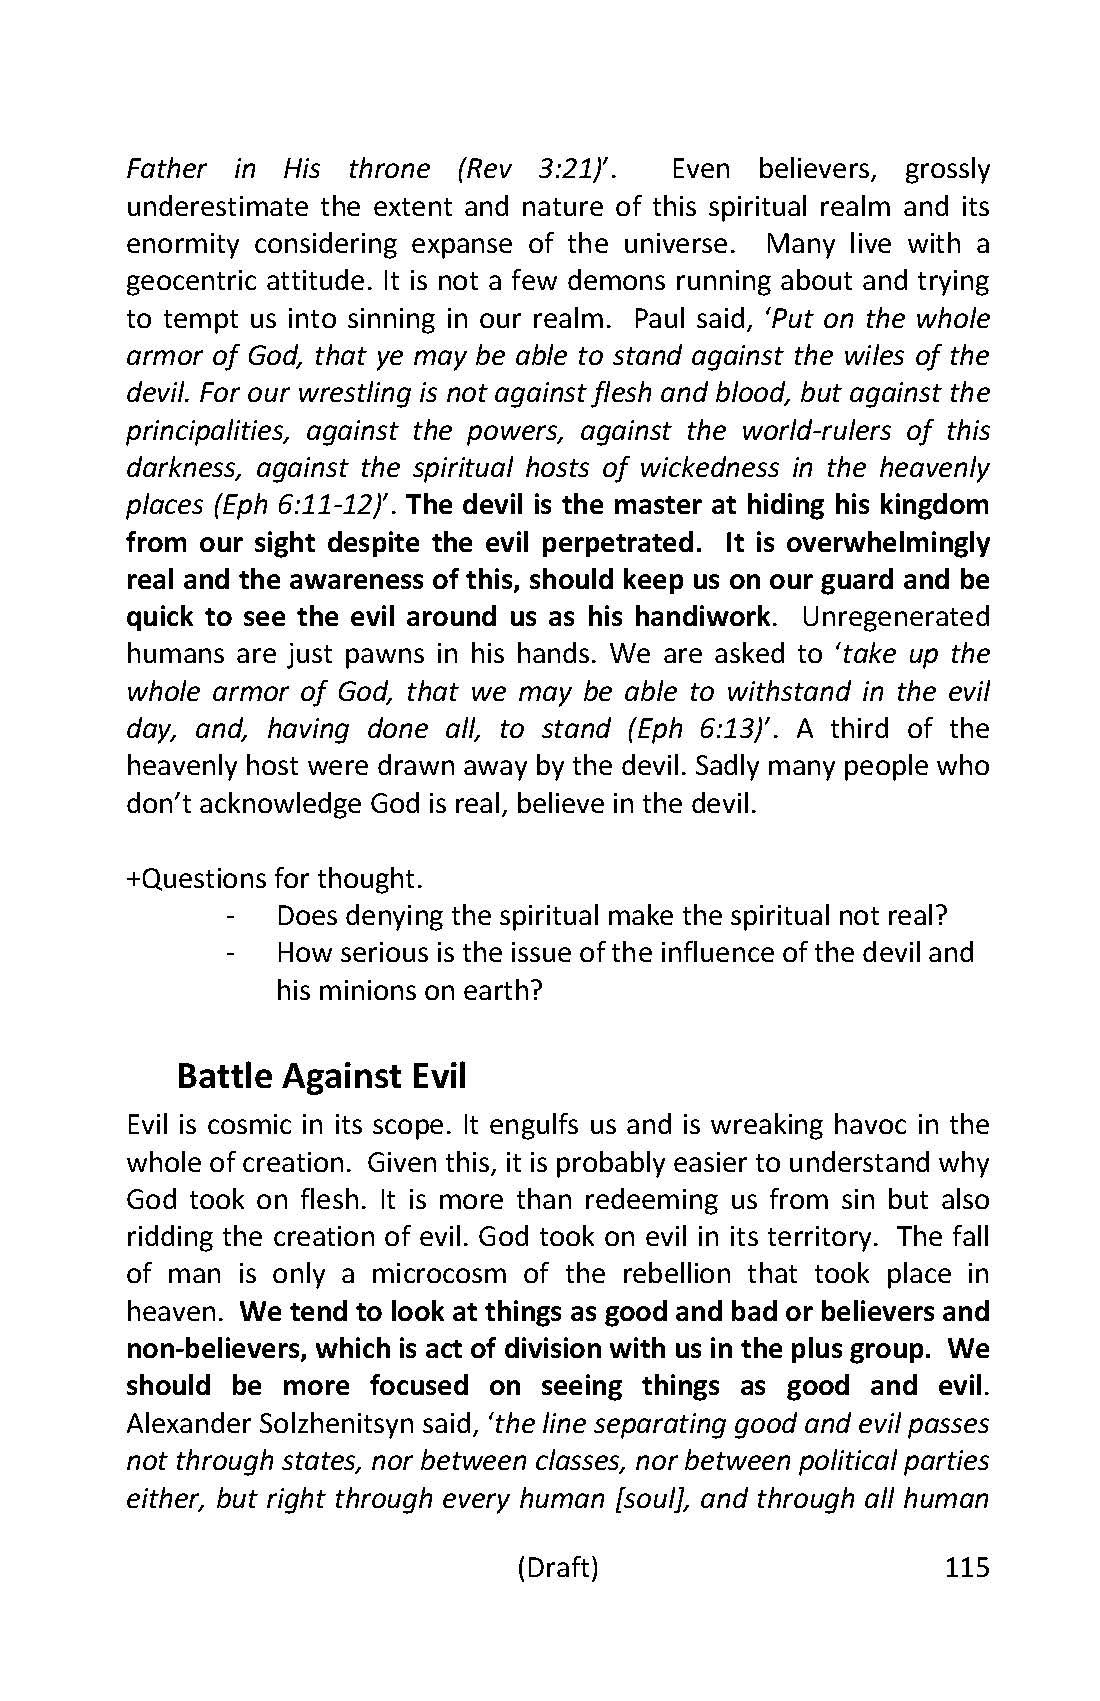 Father in His throne (Rev 3:21)’. Even believers, grossly
underestimate the extent and nature of this spiritual realm and its
enormity considering expanse of the universe. Many live with a
geocentric attitude. It is not a few demons running about and trying
to tempt us into sinning in our realm. Paul said, ‘Put on the whole
armor of God, that ye may be able to stand against the wiles of the
devil. For our wrestling is not against flesh and blood, but against the
principalities, against the powers, against the world-rulers of this
darkness, against the spiritual hosts of wickedness in the heavenly
places (Eph 6:11-12)’. The devil is the master at hiding his kingdom
from our sight despite the evil perpetrated. It is overwhelmingly
real and the awareness of this, should keep us on our guard and be
quick to see the evil around us as his handiwork. Unregenerated
humans are just pawns in his hands. We are asked to ‘take up the
whole armor of God, that we may be able to withstand in the evil
day, and, having done all, to stand (Eph 6:13)’. A third of the
heavenly host were drawn away by the devil. Sadly many people who
don’t acknowledge God is real, believe in the devil.
+Questions for thought.
- Does denying the spiritual make the spiritual not real?
- How serious is the issue of the influence of the devil and
his minions on earth?
Battle Against Evil
Evil is cosmic in its scope. It engulfs us and is wreaking havoc in the
whole of creation. Given this, it is probably easier to understand why
God took on flesh. It is more than redeeming us from sin but also
ridding the creation of evil. God took on evil in its territory. The fall
of man is only a microcosm of the rebellion that took place in
heaven. We tend to look at things as good and bad or believers and
non-believers, which is act of division with us in the plus group. We
should be more focused on seeing things as good and evil.
Alexander Solzhenitsyn said, ‘the line separating good and evil passes
not through states, nor between classes, nor between political parties
either, but right through every human [soul], and through all human
(Draft) 115